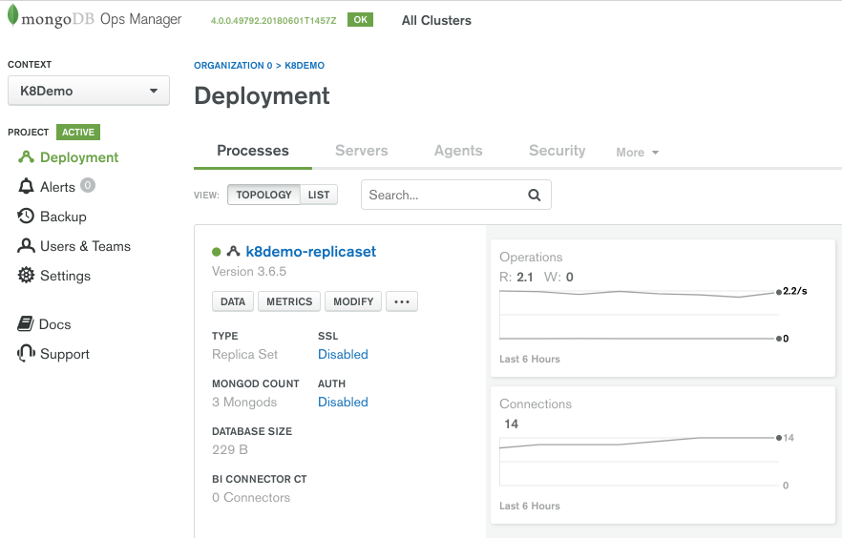 mongoDB Ops Manager 4.0.0.49792.20180601T1457Z OK All Clusters
CONTEXT
K8Demo
PROJECT ACTIVE
Deployment
Alerts 0
Backup
Users & Teams
Settings
Docs
Support
ORGANIZATION 0 > K8DEMO
Deployment
Processes Servers Agents Security More
VIEW: TOPOLOGY LIST Search...
k8demo-replicaset
Version 3.6.5
DATA METRICS MODIFY ...
TYPE SSL
Replica Set Disabled
MONGOD COUNT AUTH
3 Mongods Disabled
DATABASE SIZE
229 B
BI CONNECTOR CT
0 Connectors
Operations
R: 2.1 W: 0
2.2/s
0
Last 6 Hours
Connections
14
14
0
Last 6 Hours